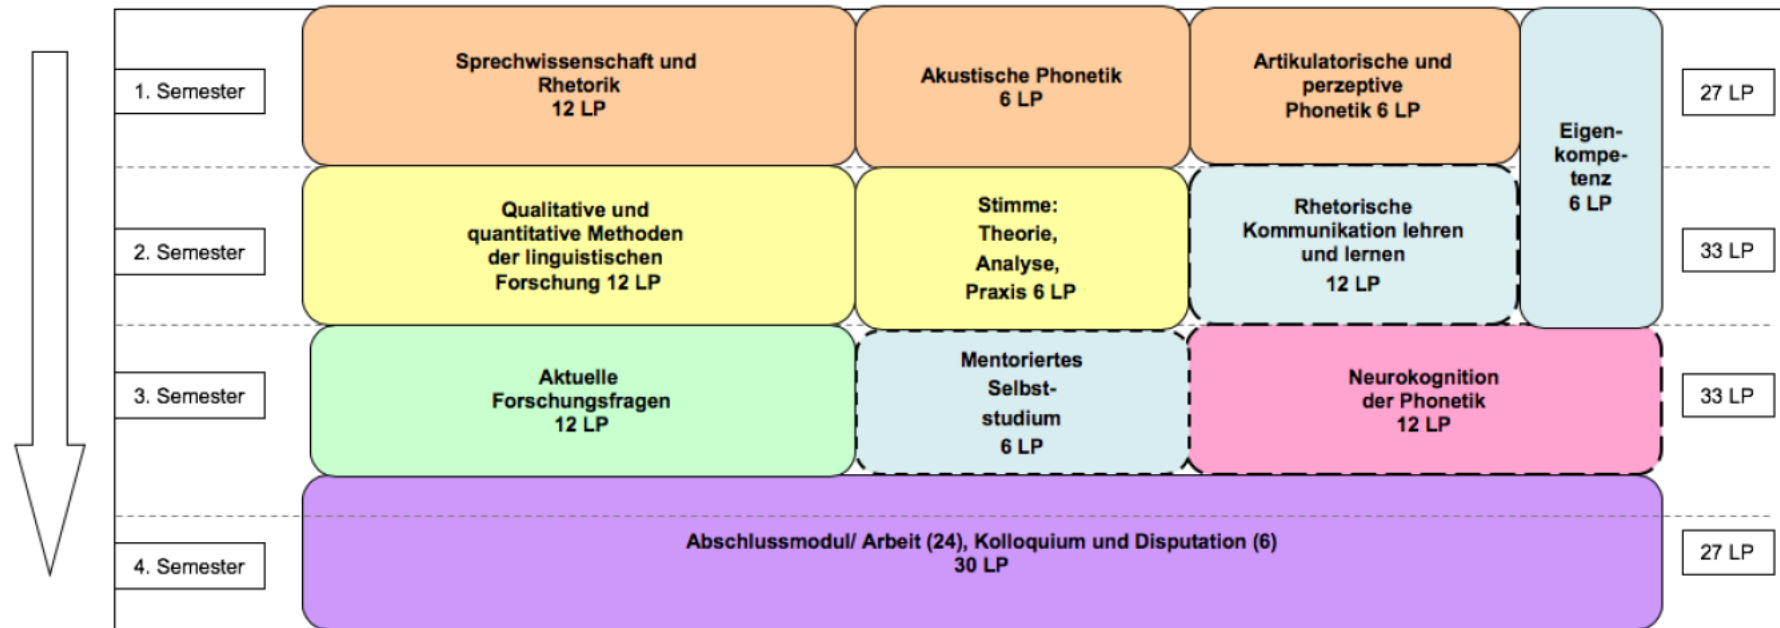 1. Semester
Sprechwissenschaft und
Rhetorik
12 LP
Akustische Phonetik
6 LP
Artikulatorische und
perzeptive
Phonetik 6 LP
Eigen-
kompe-
tenz
6 LP
27 LP
2. Semester
Qualitative und
quantitative Methoden
der linguistischen
Forschung 12 LP
Stimme:
Theorie,
Analyse,
Praxis 6 LP
Rhetorische
Kommunikation lehren
und lernen
12 LP
33 LP
3. Semester
Aktuelle
Forschungsfragen
12 LP
Mentoriertes
Selbst-
studium
6 LP
Neurokognition
der Phonetik
12 LP
33 LP
4. Semester
Abschlussmodul/ Arbeit (24), Kolloquium und Disputation (6)
30 LP
27 LP